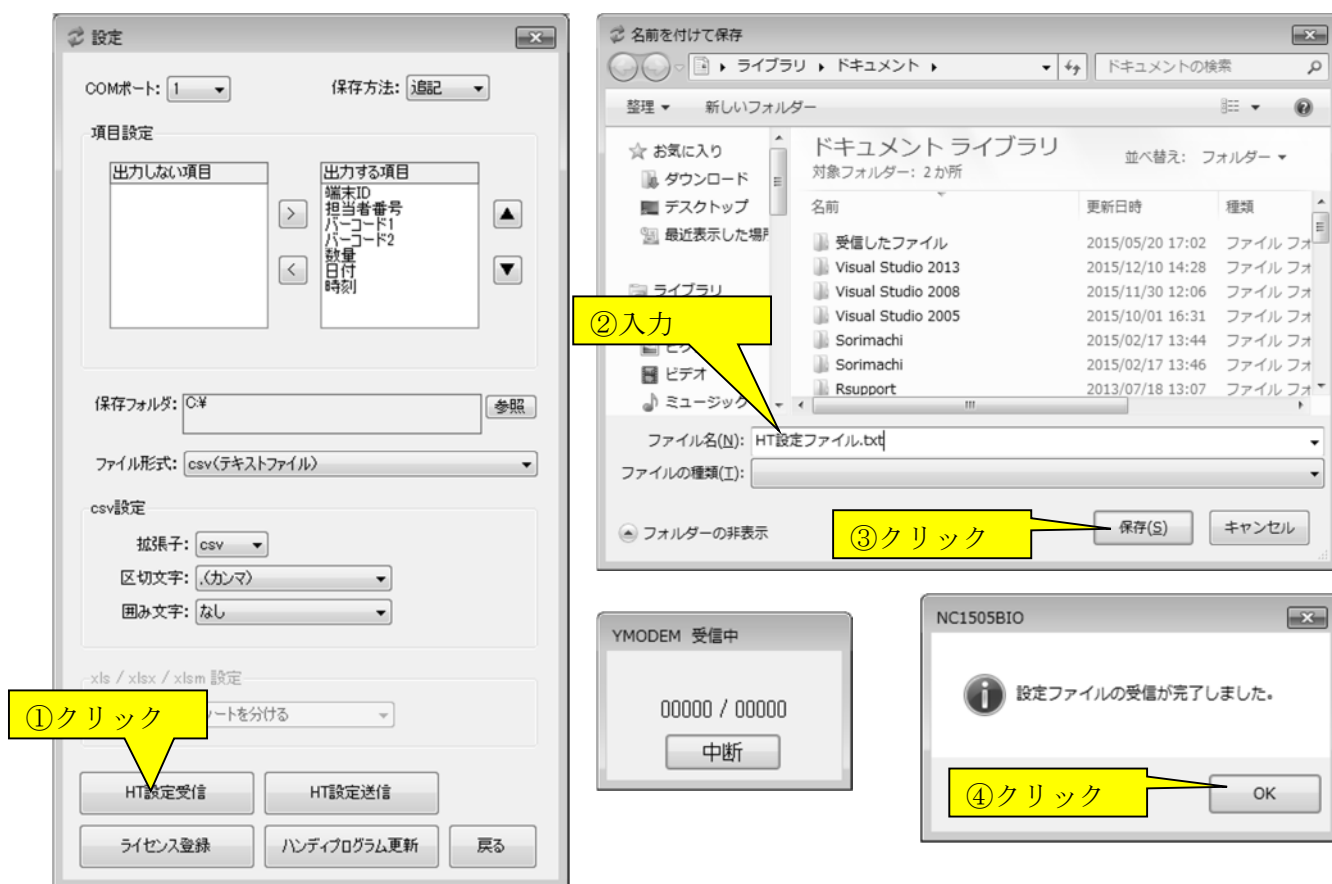 設定
COMポート: 1
保存方法: 追記
項目設定
出力しない項目
出力する項目
端末ID
担当者番号
バーコード1
バーコード2
数量
日付
時刻
>
<
▲
▼
保存フォルダ: C:¥
参照
ファイル形式: csv(テキストファイル)
csv設定
拡張子: csv
区切文字: ,(カンマ)
囲み文字: なし
xls / xlsx / xlsm 設定
ートを分ける
①クリック
HT設定受信
HT設定送信
ライセンス登録
ハンディプログラム更新
戻る
名前を付けて保存
ライブラリ ▸ ドキュメント ▸
ドキュメントの検索
整理 ▼
新しいフォルダー
お気に入り
ダウンロード
デスクトップ
最近表示した場所
ライブラリ
ビデオ
ミュージック
ドキュメント ライブラリ
対象フォルダー: 2 か所
並べ替え: フォルダー ▼
名前
更新日時
種類
受信したファイル 2015/05/20 17:02 ファイル フォ
Visual Studio 2013 2015/12/10 14:28 ファイル フォ
Visual Studio 2008 2015/11/30 12:06 ファイル フォ
Visual Studio 2005 2015/10/01 16:31 ファイル フォ
Sorimachi 2015/02/17 13:44 ファイル フォ
Sorimachi 2015/02/17 13:46 ファイル フォ
Rsupport 2013/07/18 13:07 ファイル フォ
②入力
ファイル名(N): HT設定ファイル.txt
ファイルの種類(T):
フォルダーの非表示
③クリック
保存(S)
キャンセル
YMODEM 受信中
00000 / 00000
中断
NC1505BIO
設定ファイルの受信が完了しました。
④クリック
OK